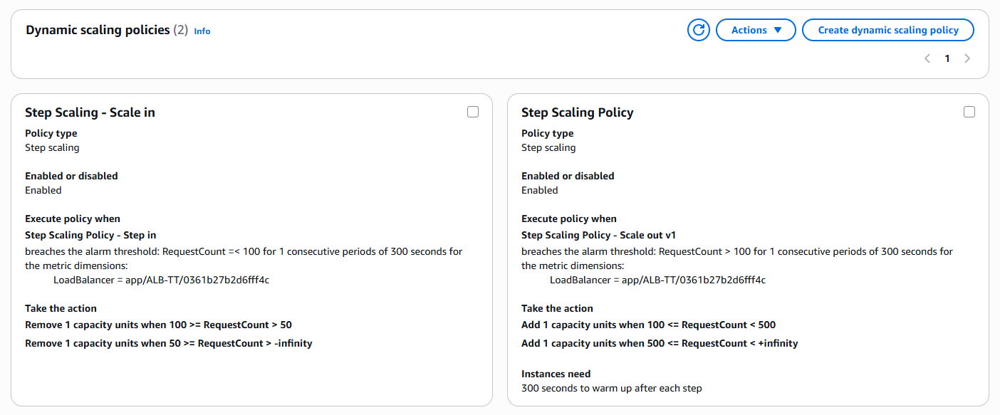 Dynamic scaling policies (2) Info
Actions ▼
Create dynamic scaling policy
< 1 >
Step Scaling - Scale in
Policy type
Step scaling
Enabled or disabled
Enabled
Execute policy when
Step Scaling Policy - Step in
breaches the alarm threshold: RequestCount =< 100 for 1 consecutive periods of 300 seconds for
the metric dimensions:
LoadBalancer = app/ALB-TT/0361b27b2d6fff4c
Take the action
Remove 1 capacity units when 100 >= RequestCount > 50
Remove 1 capacity units when 50 >= RequestCount > -infinity
Step Scaling Policy
Policy type
Step scaling
Enabled or disabled
Enabled
Execute policy when
Step Scaling Policy - Scale out v1
breaches the alarm threshold: RequestCount > 100 for 1 consecutive periods of 300 seconds for
the metric dimensions:
LoadBalancer = app/ALB-TT/0361b27b2d6fff4c
Take the action
Add 1 capacity units when 100 <= RequestCount < 500
Add 1 capacity units when 500 <= RequestCount < +infinity
Instances need
300 seconds to warm up after each step